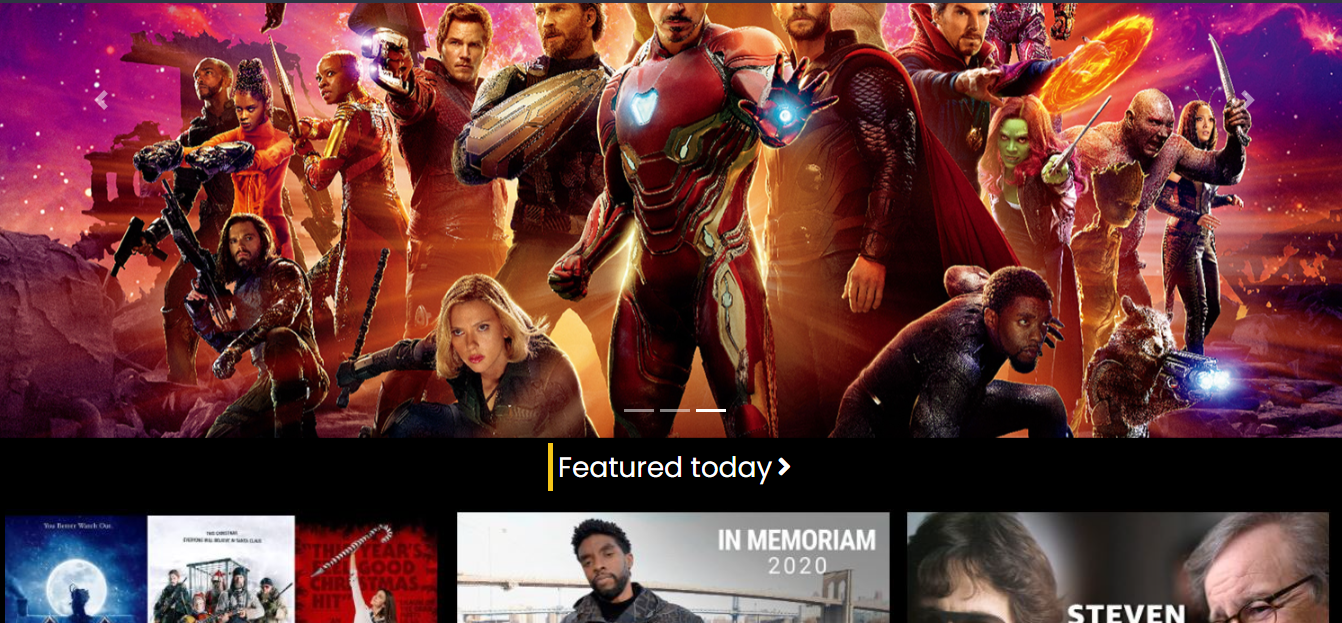 Featured today
You Better Watch Out.
THIS CHRISTMAS,
EVERYONE WILL BELIEVE IN SANTA CLAUS
"THIS YEAR'S
FEEL GOOD
CHRISTMAS
HIT"
IN MEMORIAM
2020
STEVEN